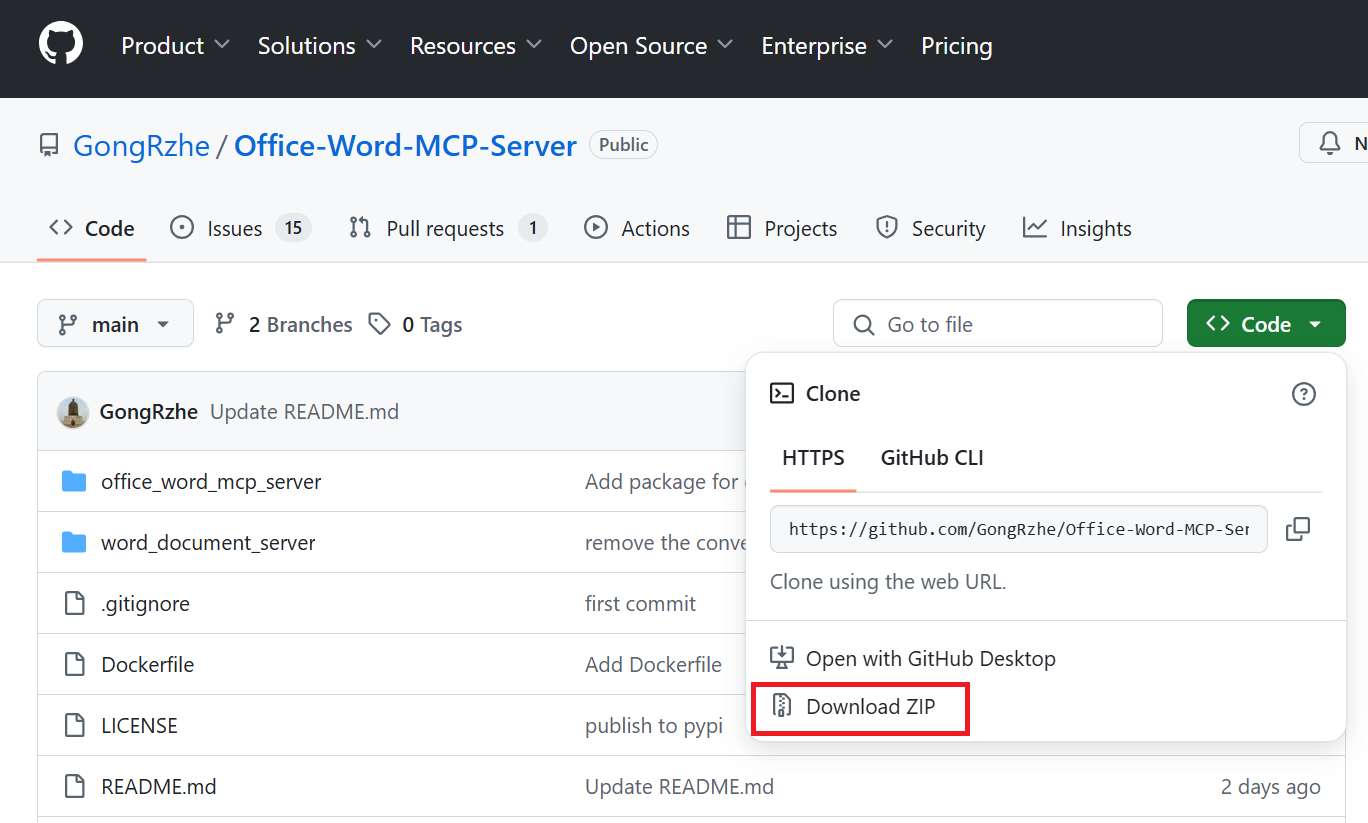 Product Solutions Resources Open Source Enterprise Pricing
GongRzhe / Office-Word-MCP-Server Public
N
Code Issues 15 Pull requests 1 Actions Projects Security Insights
main 2 Branches 0 Tags Go to file Code
GongRzhe Update README.md
Clone
HTTPS GitHub CLI
https://github.com/GongRzhe/Office-Word-MCP-Ser
Clone using the web URL.
Open with GitHub Desktop
Download ZIP
office_word_mcp_server Add package for
word_document_server remove the conve
.gitignore first commit
Dockerfile Add Dockerfile
LICENSE publish to pypi
README.md Update README.md 2 days ago